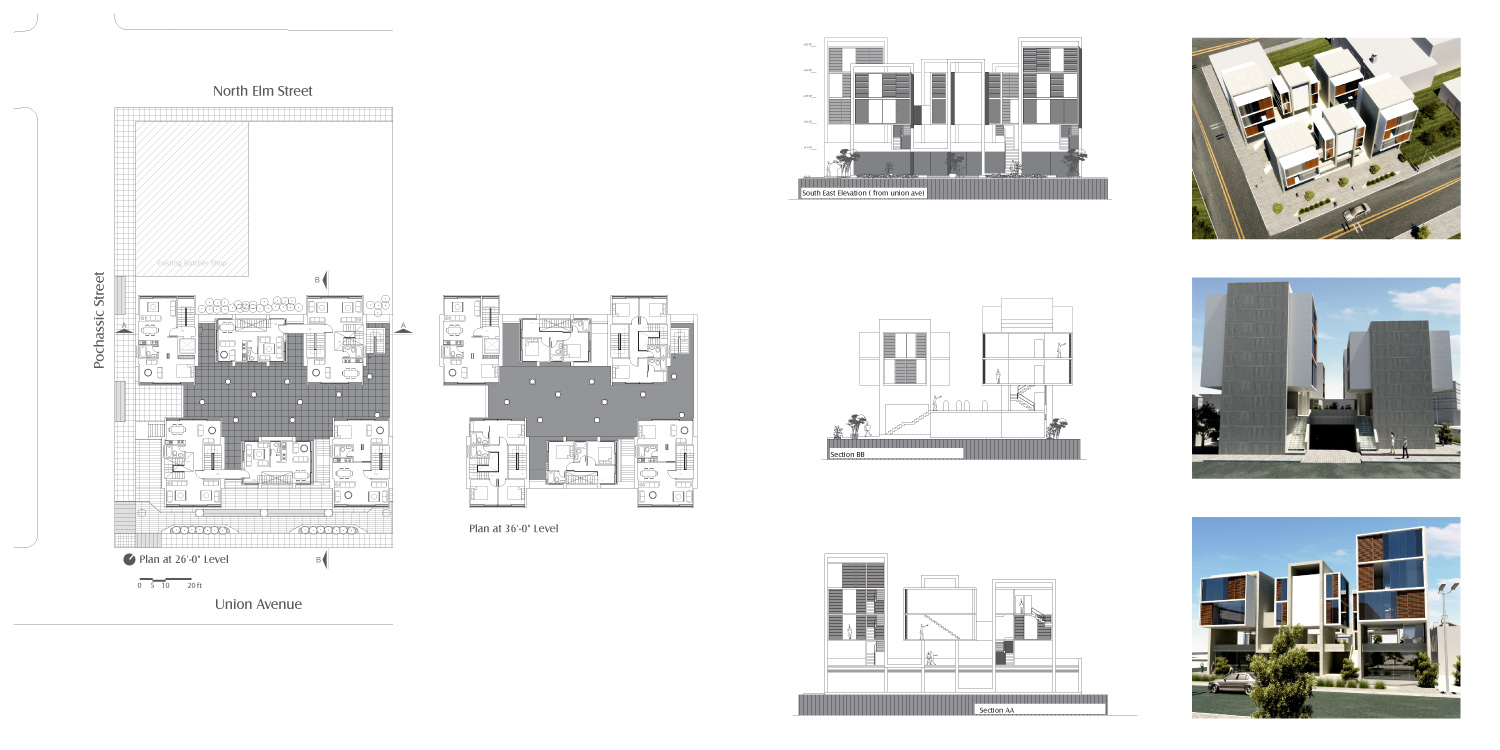 North Elm Street
Existing Butcher Shop
Pochassic Street
B
A
A
Plan at 26'-0" Level
B
0 5 10 20 ft
Union Avenue
Plan at 36'-0" Level
South East Elevation ( from union ave)
Section BB
Section AA